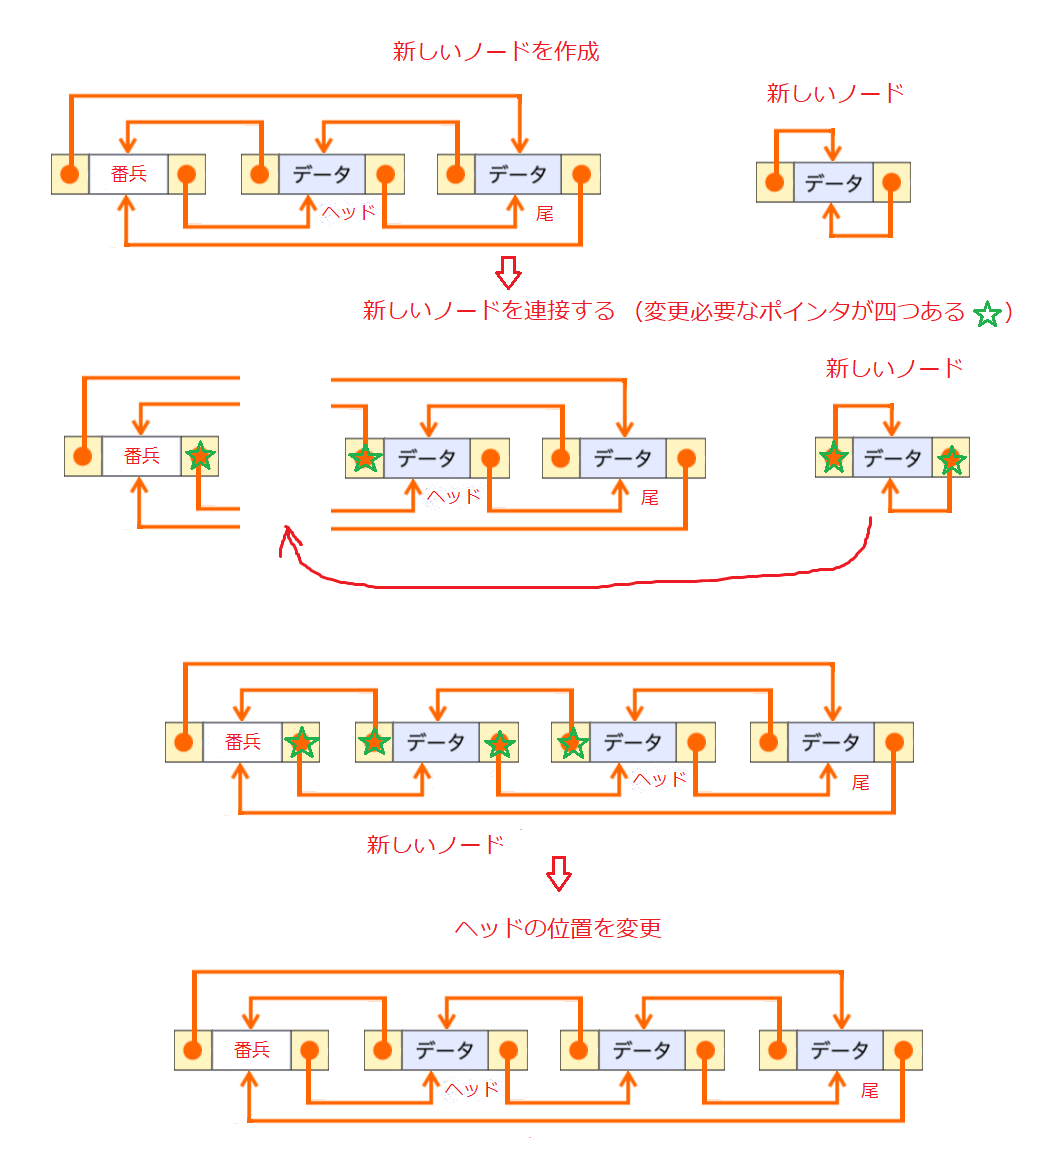 新しいノードを作成
新しいノード
番兵 データ データ データ
ヘッド 尾
新しいノードを連接する (変更必要なポインタが四つある ☆)
新しいノード
番兵 データ データ データ
ヘッド 尾
番兵 データ データ データ
ヘッド 尾
新しいノード
ヘッドの位置を変更
番兵 データ データ データ
ヘッド 尾